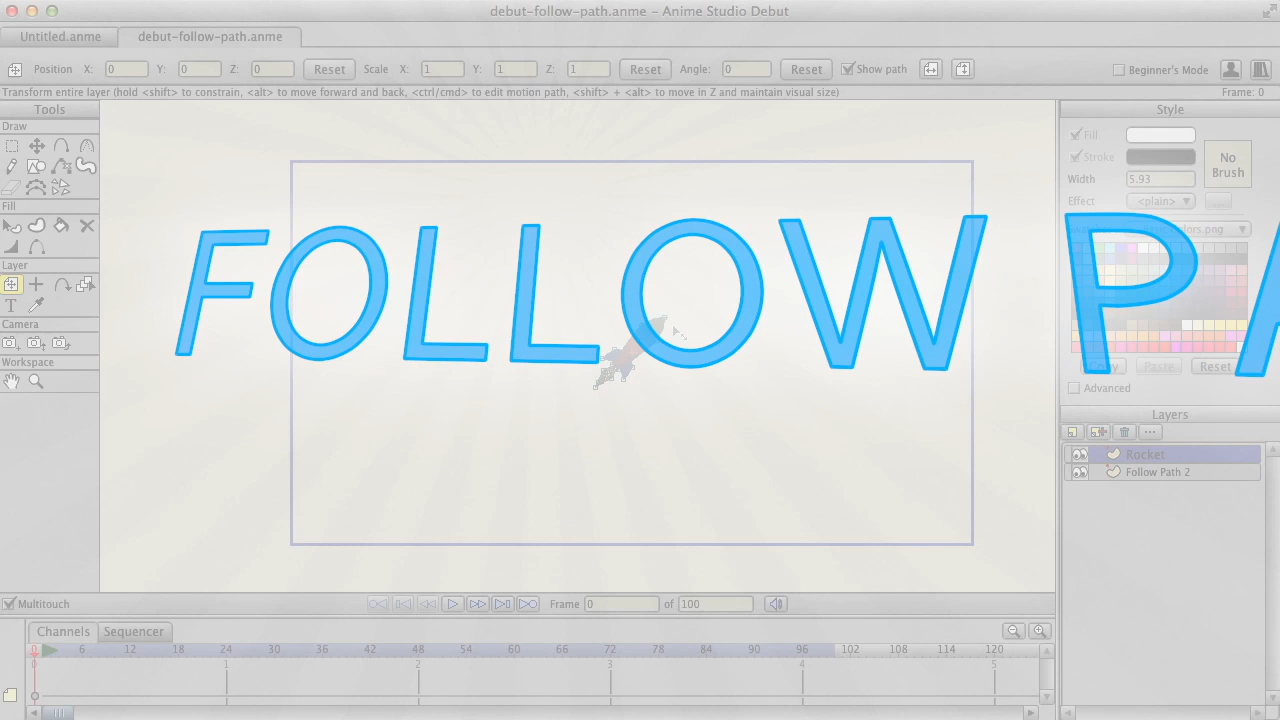 debut-follow-path.anme – Anime Studio Debut
Untitled.anme debut-follow-path.anme
Position X: 0 Y: 0 Z: 0 Reset Scale X: 1 Y: 1 Z: 1 Reset Angle: 0 Reset Show path Beginner's Mode
Transform entire layer (hold <shift> to constrain, <alt> to move forward and back, <ctrl/cmd> to edit motion path, <shift> + <alt> to move in Z and maintain visual size) Frame: 0
Tools
Draw
Fill
Layer
Camera
Workspace
FOLLOW PA
Style
Fill
Stroke
No Brush
Width 5.93
Effect <plain> ...
Copy Paste Reset
Advanced
Layers
Rocket
Follow Path 2
Multitouch Frame 0 of 100
Channels Sequencer
0 6 12 18 24 30 36 42 48 54 60 66 72 78 84 90 96 102 108 114 120
0 1 2 3 4 5